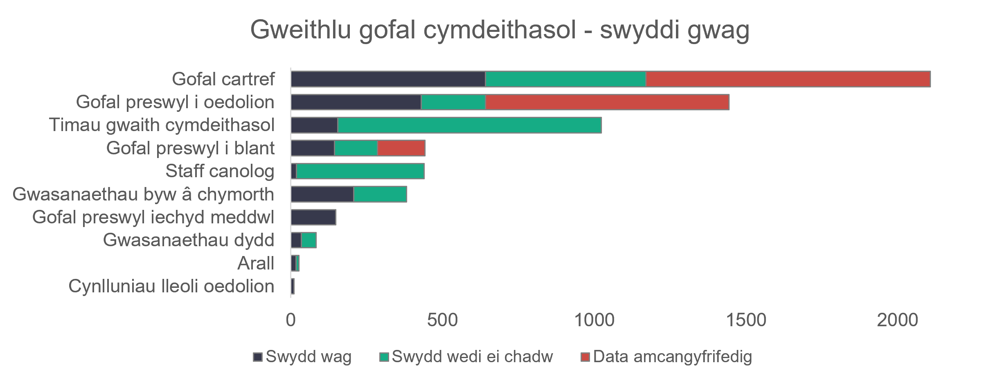 Gweithlu gofal cymdeithasol - swyddi gwag
Gofal cartref
Gofal preswyl i oedolion
Timau gwaith cymdeithasol
Gofal preswyl i blant
Staff canolog
Gwasanaethau byw â chymorth
Gofal preswyl iechyd meddwl
Gwasanaethau dydd
Arall
Cynlluniau lleoli oedolion
0 500 1000 1500 2000
Swydd wag Swydd wedi ei chadw Data amcangyfrifedig